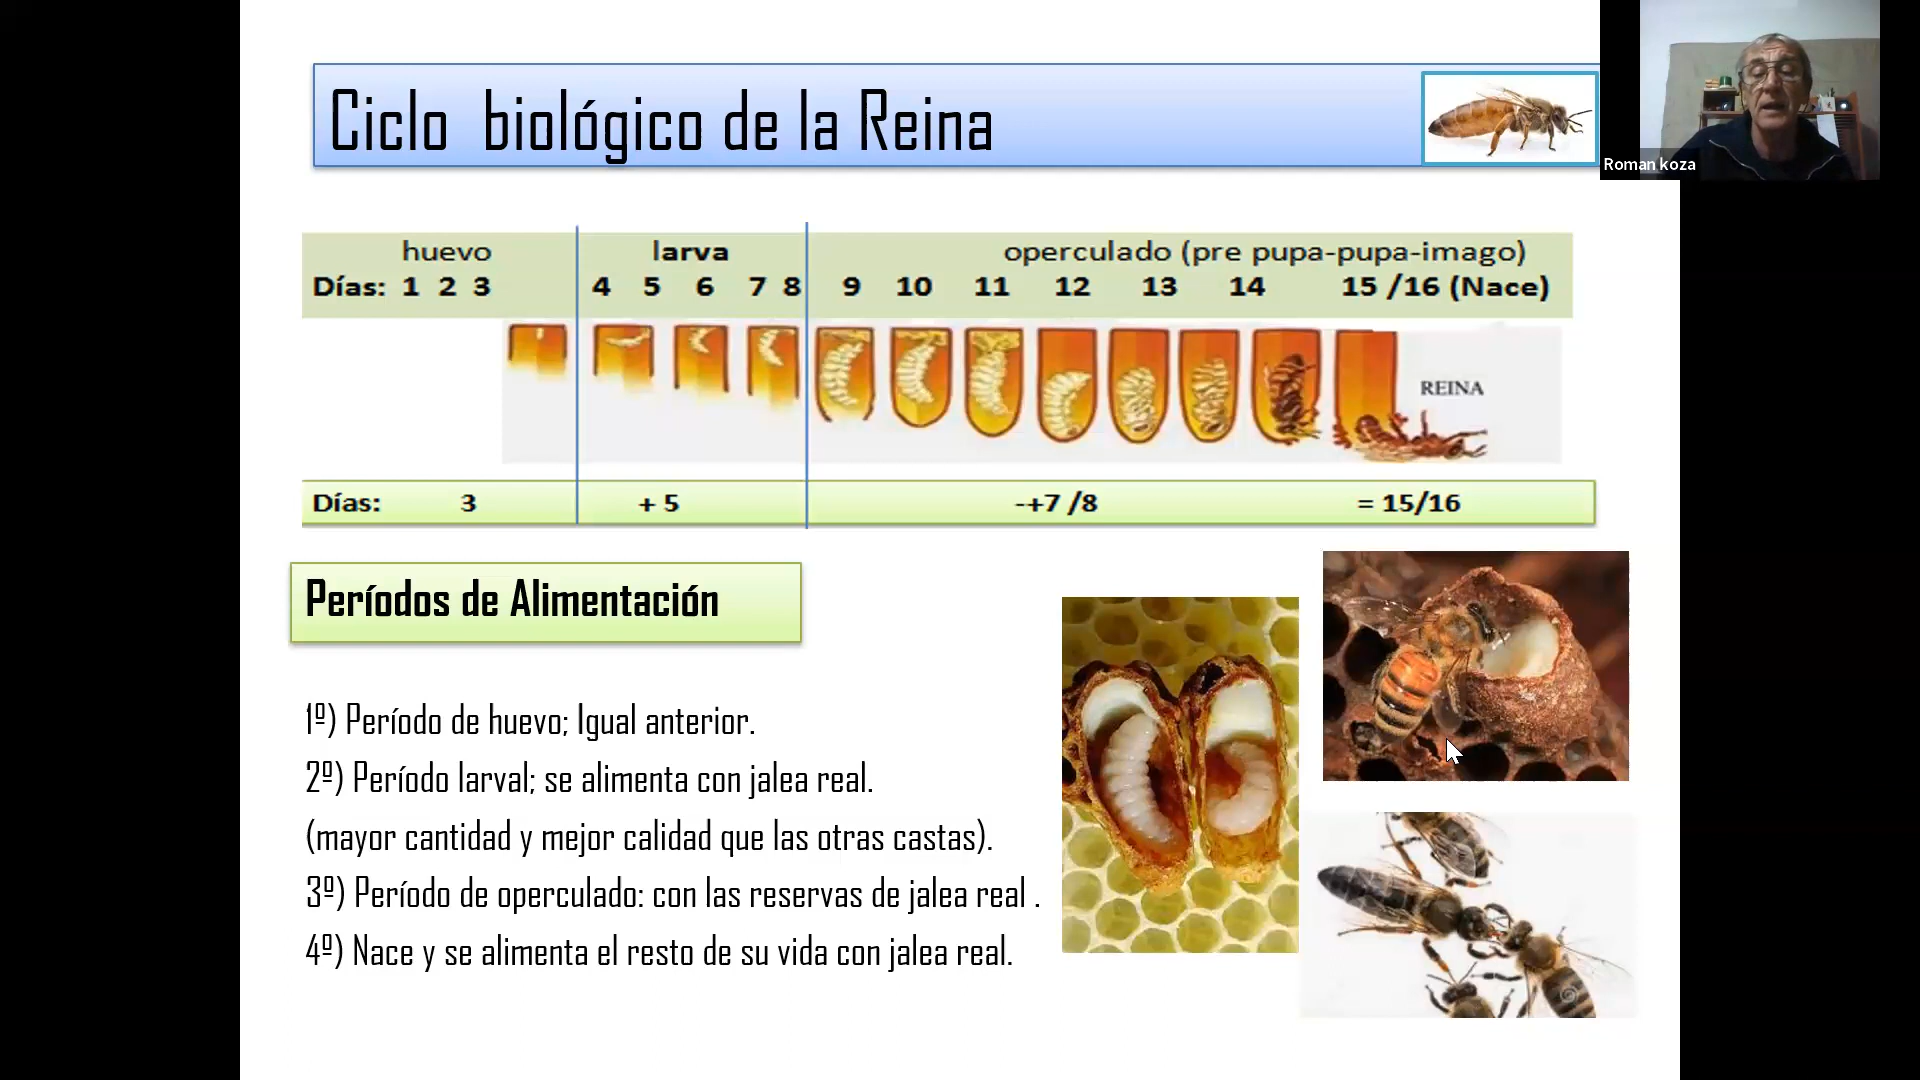 Ciclo biológico de la Reina
Roman koza
huevo larva operculado (pre pupa-pupa-imago)
Días: 1 2 3 4 5 6 7 8 9 10 11 12 13 14 15 /16 (Nace)
REINA
Días: 3 + 5 -+7 /8 = 15/16
Períodos de Alimentación
1º) Período de huevo; Igual anterior.
2º) Período larval; se alimenta con jalea real.
(mayor cantidad y mejor calidad que las otras castas).
3º) Período de operculado: con las reservas de jalea real .
4º) Nace y se alimenta el resto de su vida con jalea real.